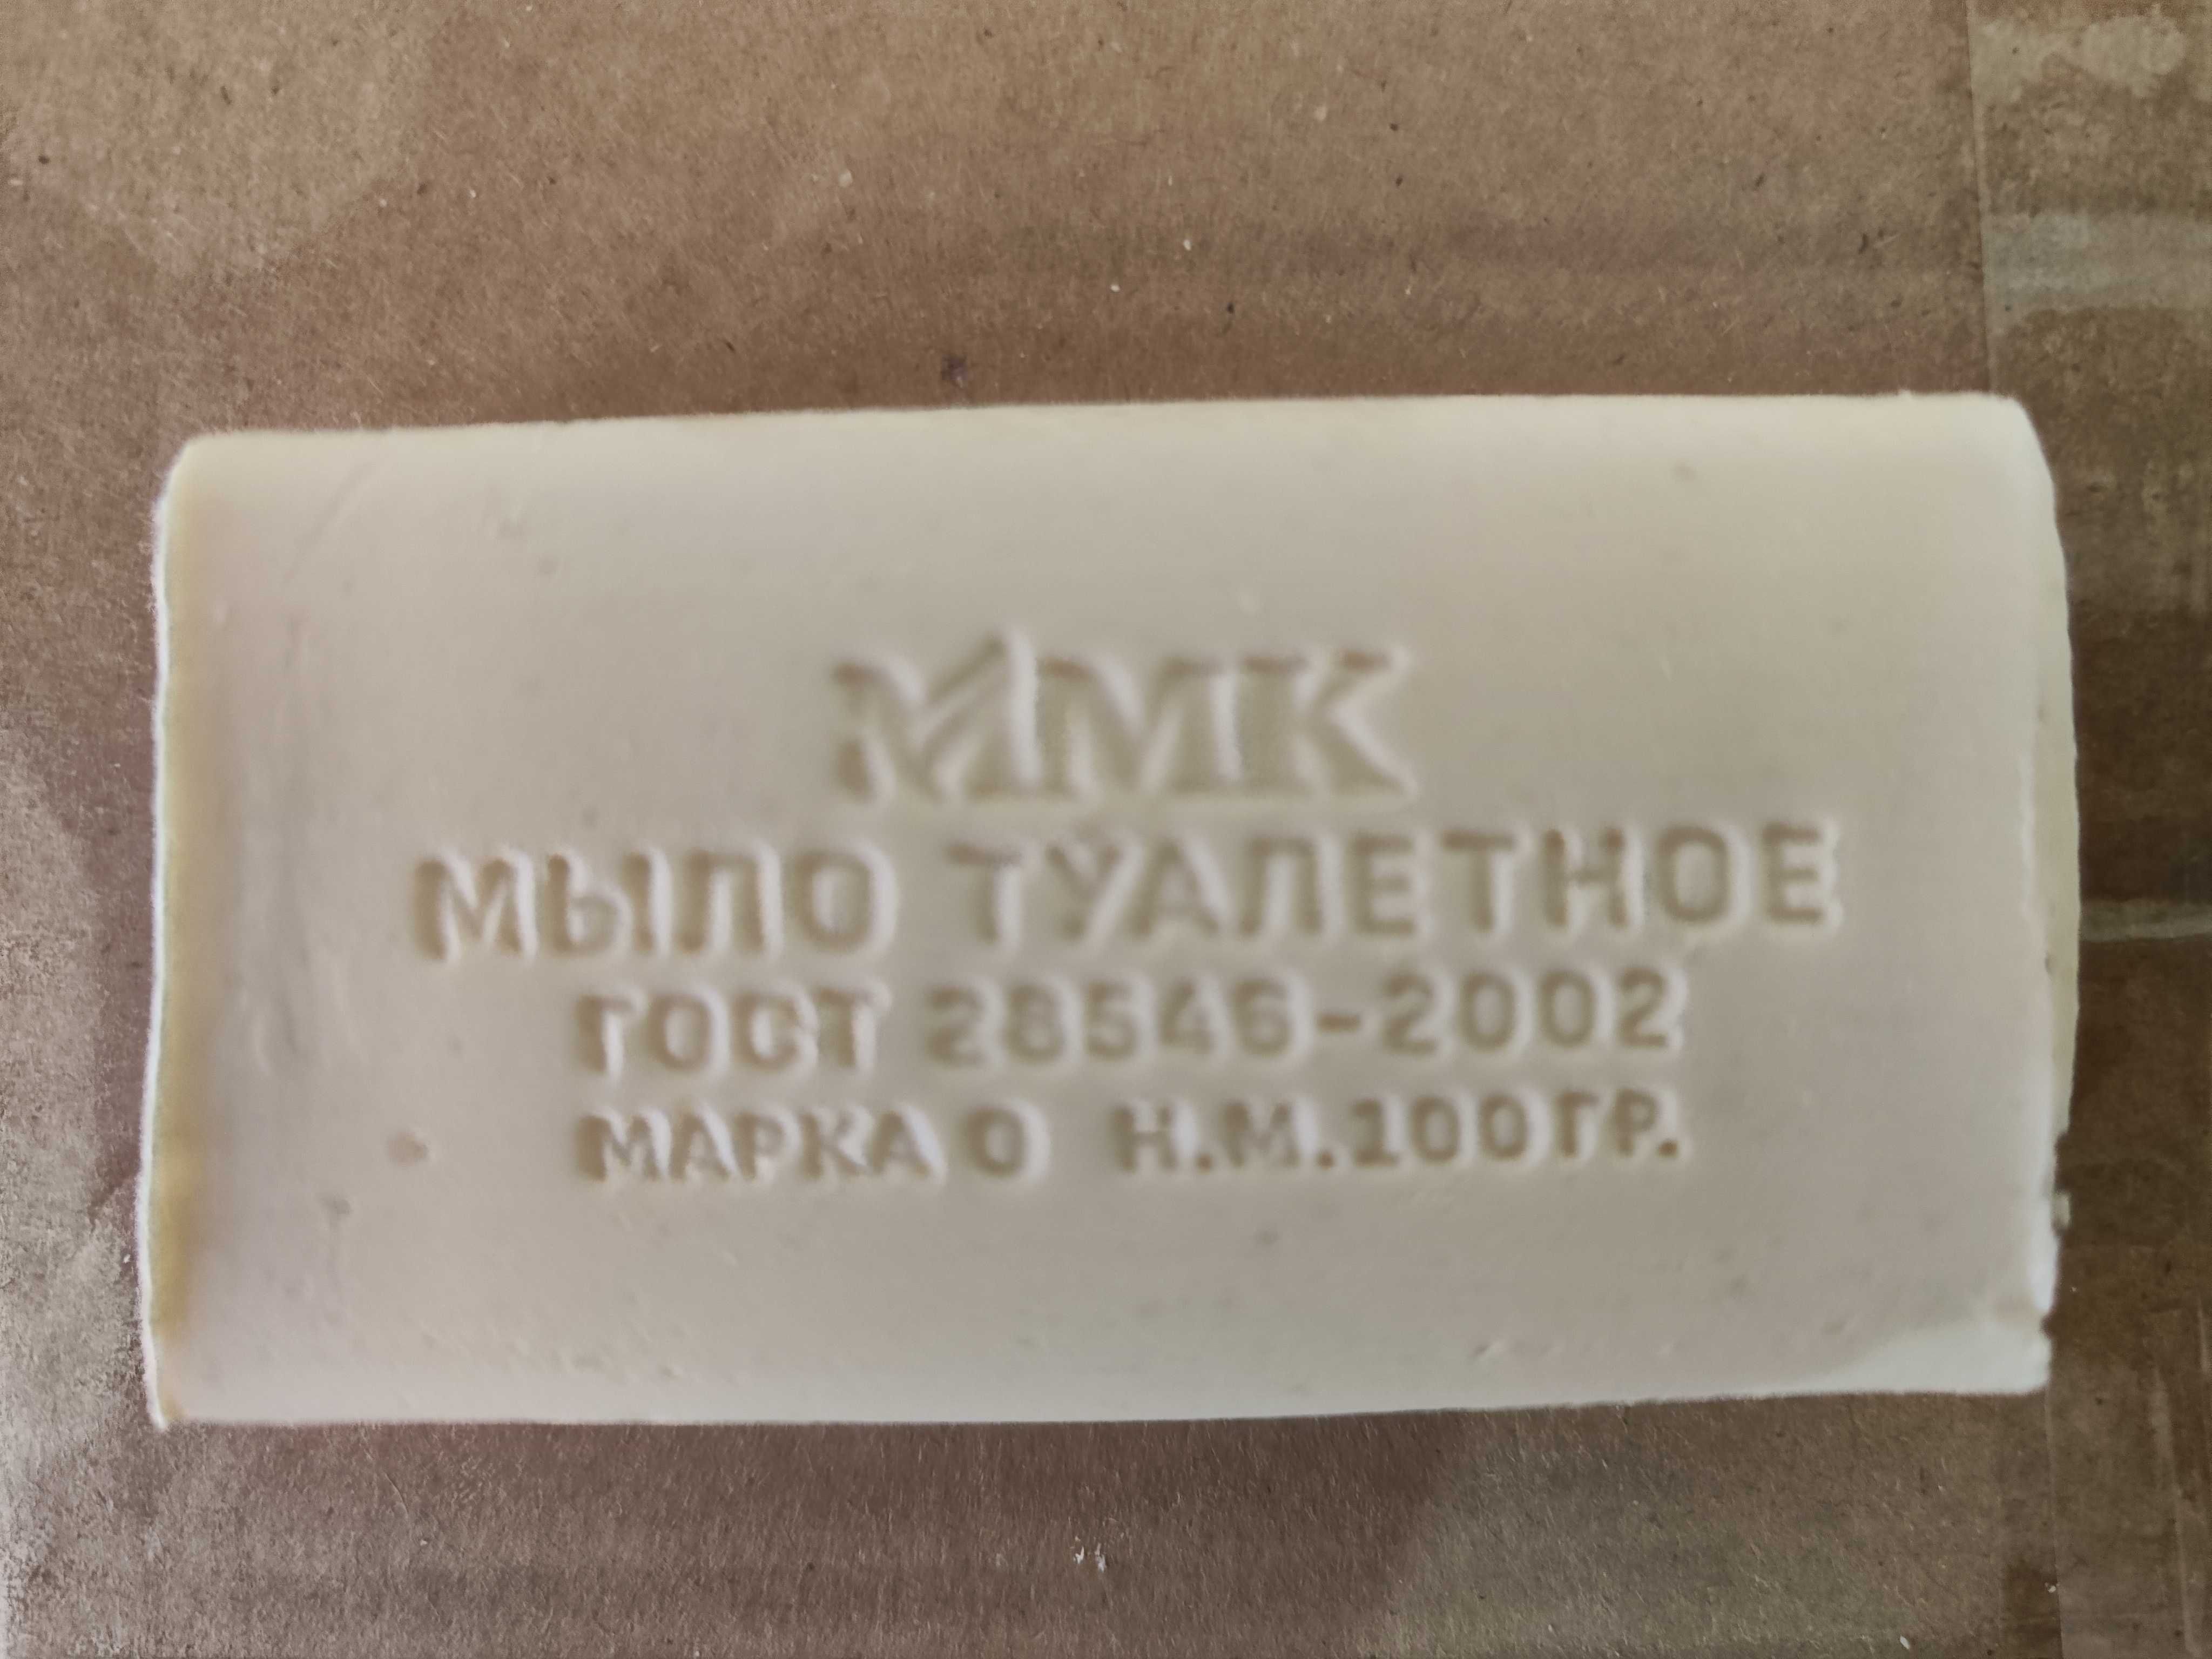 ММК
МЫЛО ТУАЛЕТНОЕ
ГОСТ 28546-2002
МАРКА О Н.М.100ГР.